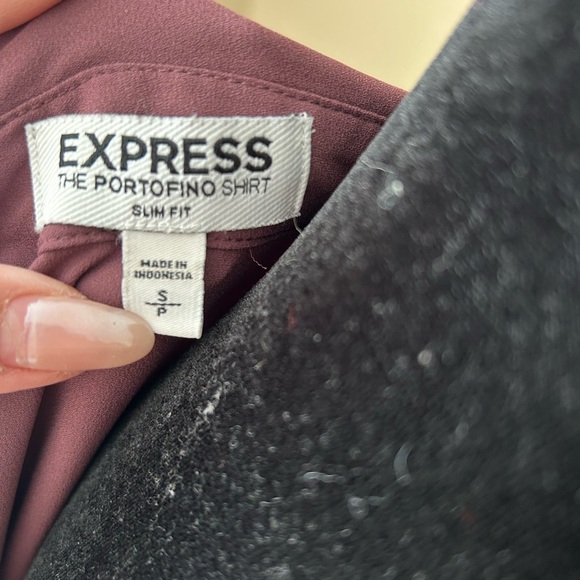 EXPRESS
THE PORTOFINO SHIRT
SLIM FIT
MADE IN
INDONESIA
S
P